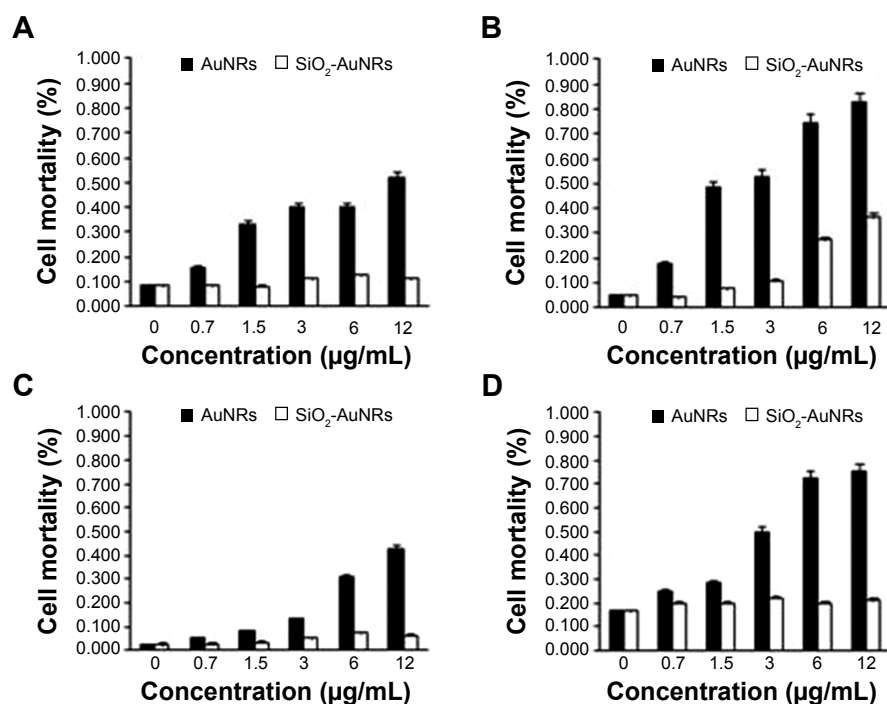 A
Cell mortality (%)
1.000
0.900
0.800
0.700
0.600
0.500
0.400
0.300
0.200
0.100
0.000
AuNRs SiO₂-AuNRs
0 0.7 1.5 3 6 12
Concentration (µg/mL)
B
Cell mortality (%)
1.000
0.900
0.800
0.700
0.600
0.500
0.400
0.300
0.200
0.100
0.000
AuNRs SiO₂-AuNRs
0 0.7 1.5 3 6 12
Concentration (µg/mL)
C
Cell mortality (%)
1.000
0.900
0.800
0.700
0.600
0.500
0.400
0.300
0.200
0.100
0.000
AuNRs SiO₂-AuNRs
0 0.7 1.5 3 6 12
Concentration (µg/mL)
D
Cell mortality (%)
1.000
0.900
0.800
0.700
0.600
0.500
0.400
0.300
0.200
0.100
0.000
AuNRs SiO₂-AuNRs
0 0.7 1.5 3 6 12
Concentration (µg/mL)